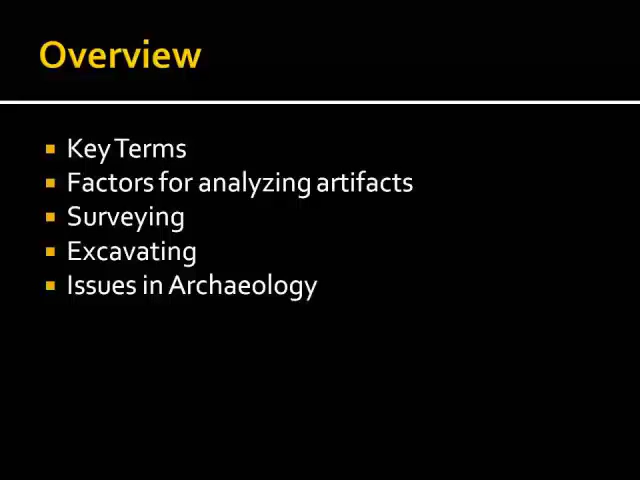 Overview
Key Terms
Factors for analyzing artifacts
Surveying
Excavating
Issues in Archaeology